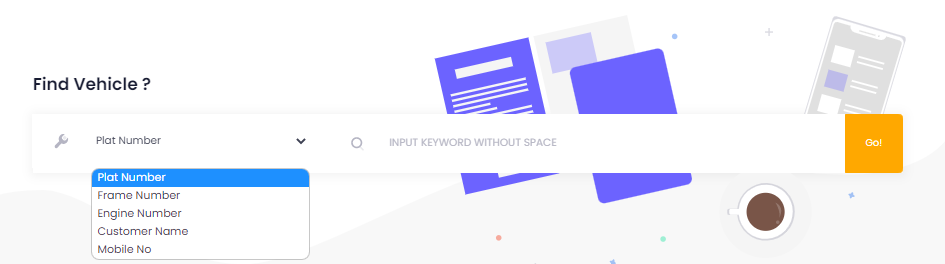 Find Vehicle ?
Plat Number
INPUT KEYWORD WITHOUT SPACE
Go!
Plat Number
Frame Number
Engine Number
Customer Name
Mobile No